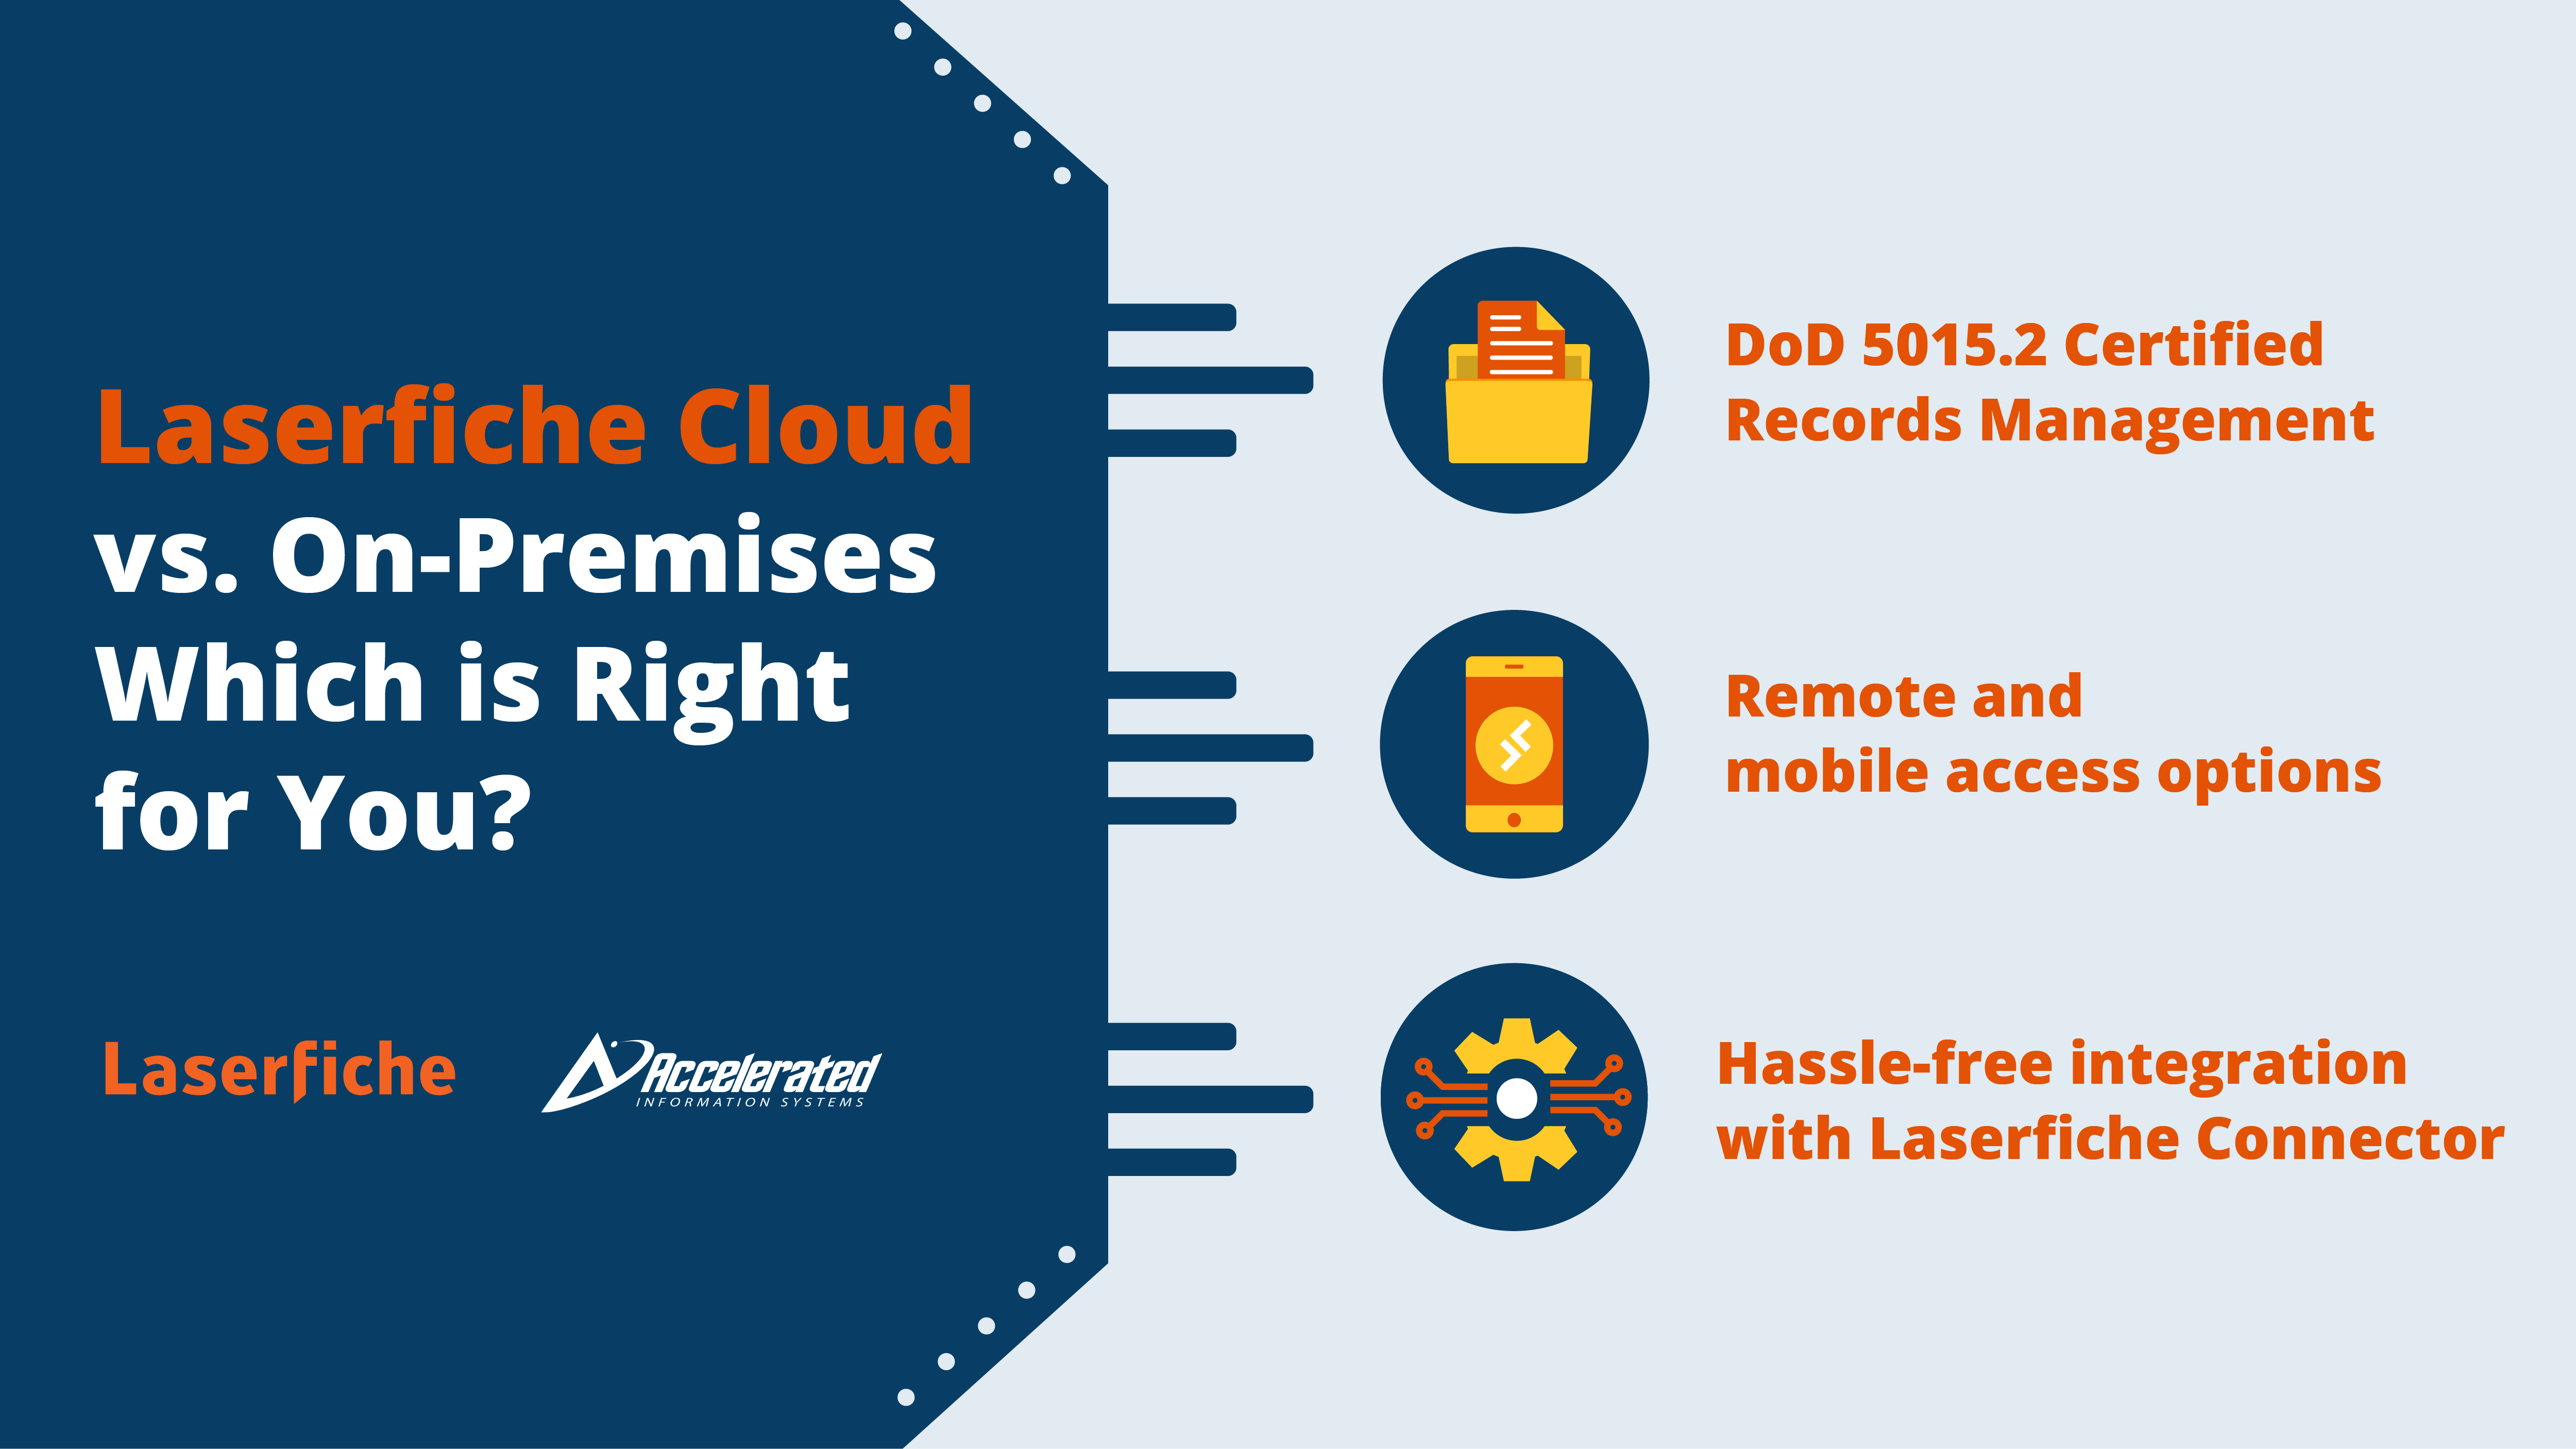 Laserfiche Cloud
vs. On-Premises
Which is Right
for You?
Laserfiche
Accelerated
INFORMATION SYSTEMS
DoD 5015.2 Certified
Records Management
Remote and
mobile access options
Hassle-free integration
with Laserfiche Connector